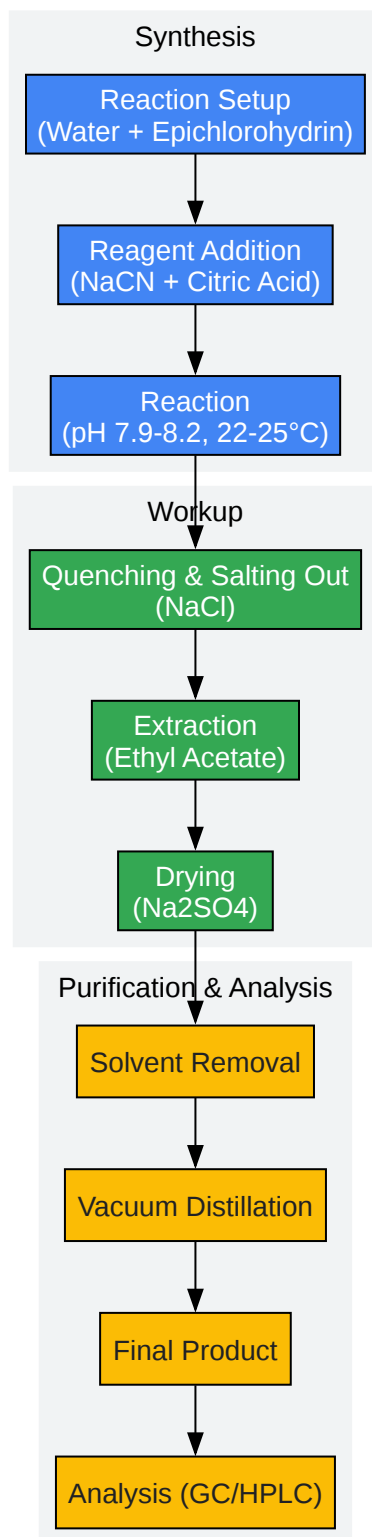 Synthesis
Reaction Setup
(Water + Epichlorohydrin)
Reagent Addition
(NaCN + Citric Acid)
Reaction
(pH 7.9-8.2, 22-25°C)
Workup
Quenching & Salting Out
(NaCl)
Extraction
(Ethyl Acetate)
Drying
(Na2SO4)
Purification & Analysis
Solvent Removal
Vacuum Distillation
Final Product
Analysis (GC/HPLC)